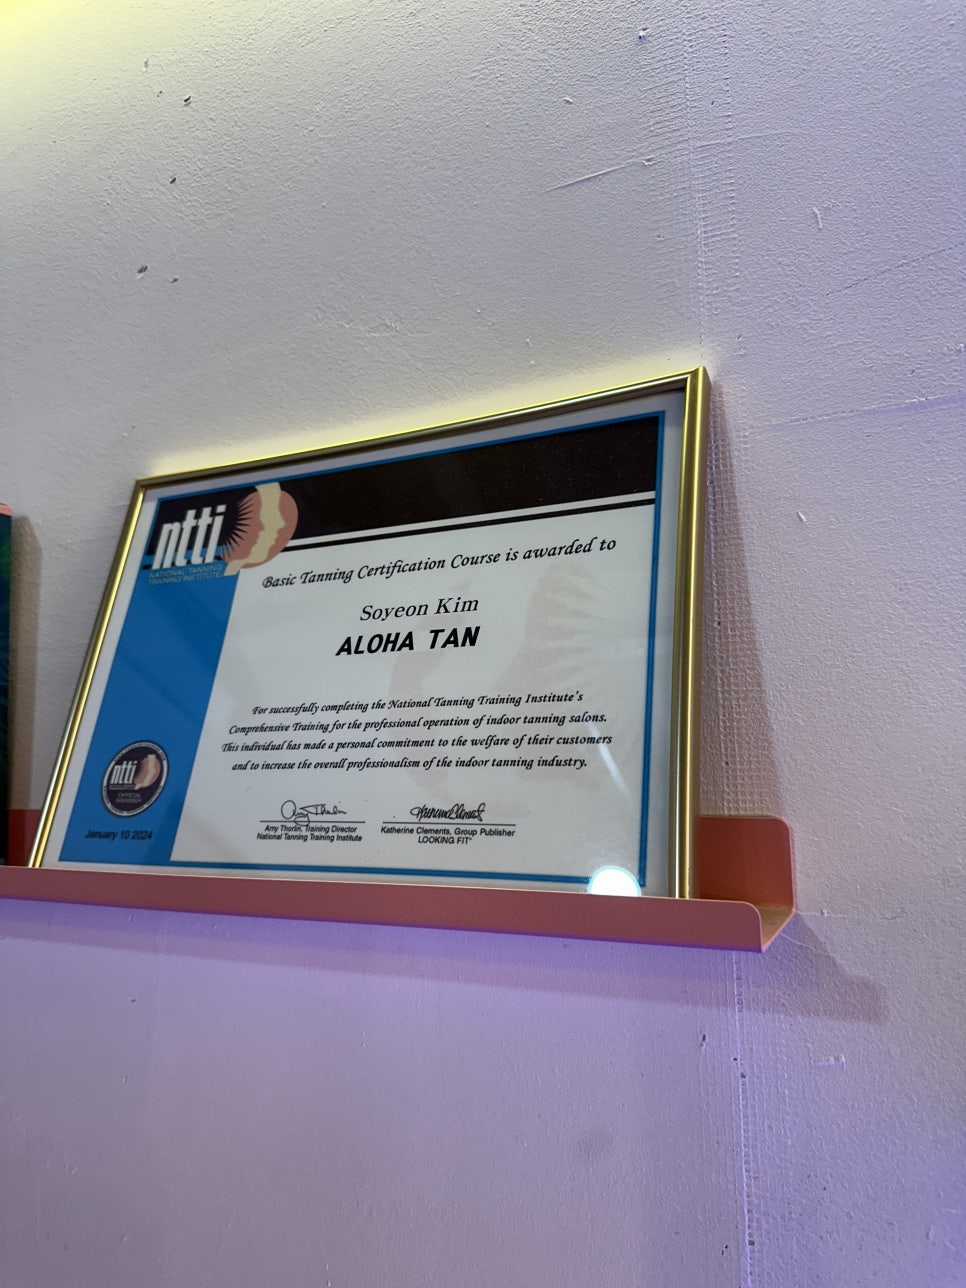 ntti
NATIONAL TANNING
TRAINING INSTITUTE
Basic Tanning Certification Course is awarded to
Soyeon Kim
ALOHA TAN
For successfully completing the National Tanning Training Institute's
Comprehensive Training for the professional operation of indoor tanning salons.
This individual has made a personal commitment to the welfare of their customers
and to increase the overall professionalism of the indoor tanning industry.
ntti
OFFICIAL
MEMBER
January 10 2024
Amy Thorlin, Training Director
National Tanning Training Institute
Katherine Clements, Group Publisher
LOOKING FIT®